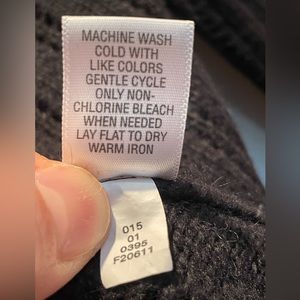 MACHINE WASH
COLD WITH
LIKE COLORS
GENTLE CYCLE
ONLY NON-
CHLORINE BLEACH
WHEN NEEDED
LAY FLAT TO DRY
WARM IRON
015
01
0395
F20611